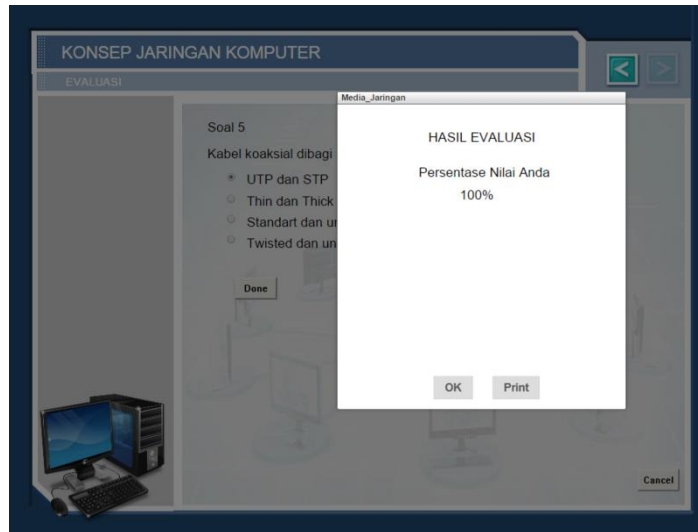 KONSEP JARINGAN KOMPUTER
EVALUASI
Media_Jaringan
HASIL EVALUASI
Persentase Nilai Anda
100%
OK Print
Soal 5
Kabel koaksial dibagi
UTP dan STP
Thin dan Thick
Standart dan un
Twisted dan un
Done
Cancel